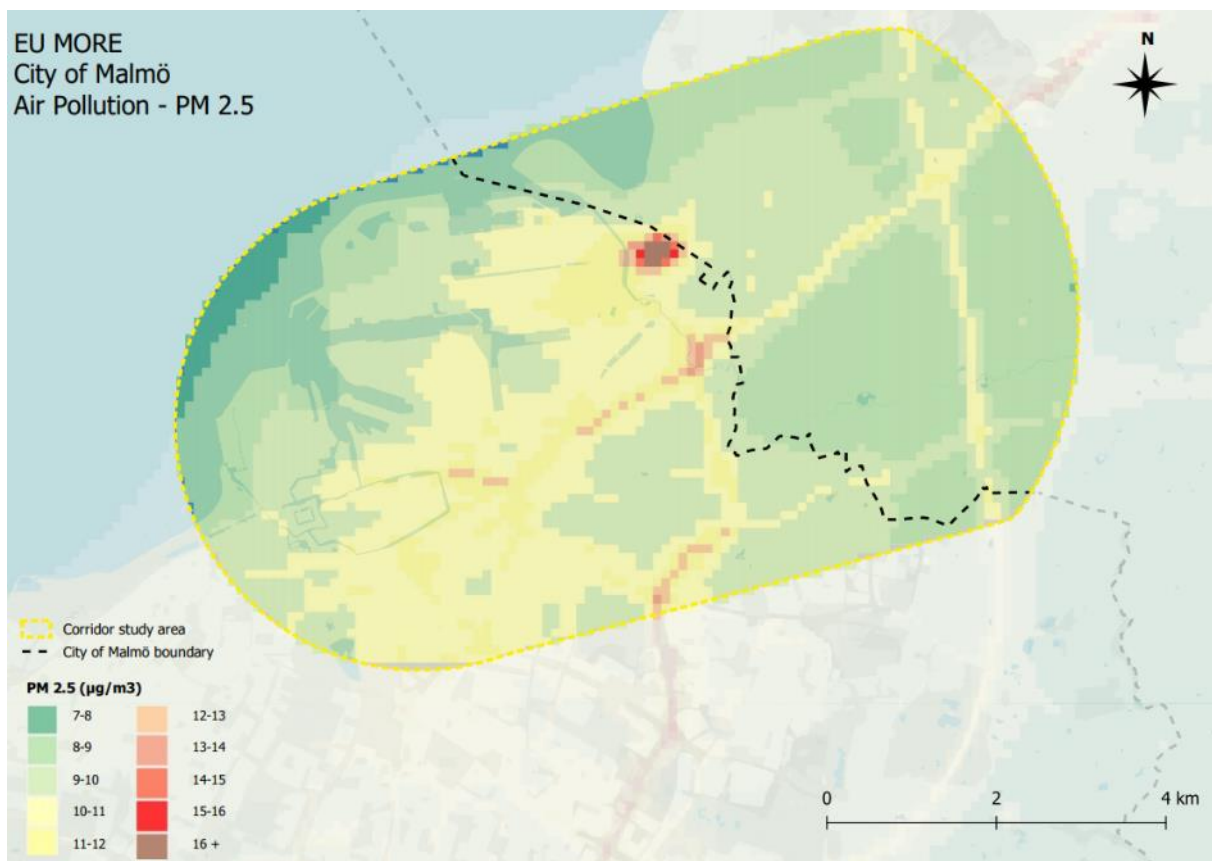 EU MORE
City of Malmö
Air Pollution - PM 2.5
N
Corridor study area
City of Malmö boundary
PM 2.5 (µg/m3)
7-8 12-13
8-9 13-14
9-10 14-15
10-11 15-16
11-12 16 +
0 2 4 km